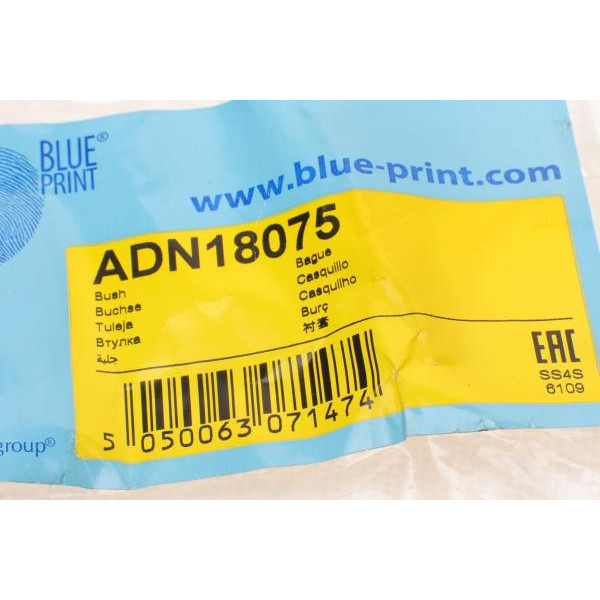 BLUE®
PRINT
www.blue-print.com
ADN18075
Bush
Buchse
Tuleja
Втулка
جلبة
Bague
Casquillo
Casquilho
Burç
衬套
EAC
SS4S
6109
5 050063 071474
group®